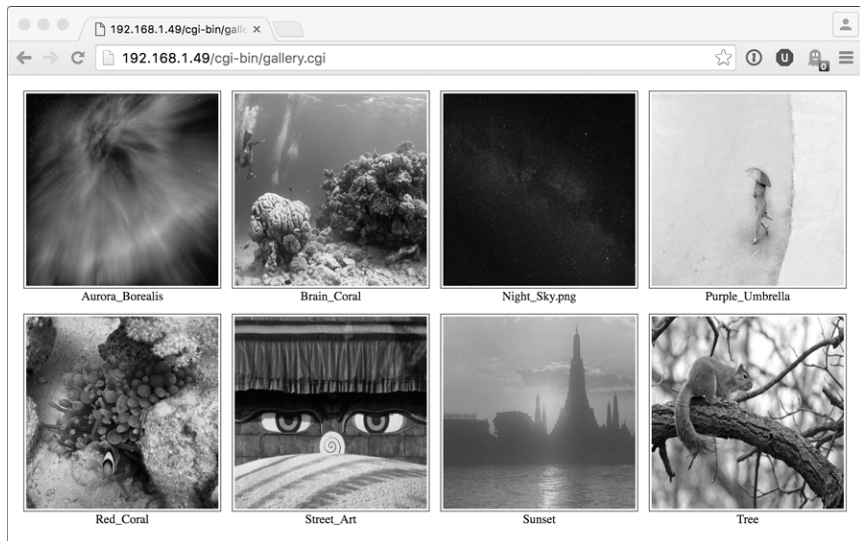 192.168.1.49/cgi-bin/galle
192.168.1.49/cgi-bin/gallery.cgi
0
Aurora_Borealis
Brain_Coral
Night_Sky.png
Purple_Umbrella
Red_Coral
Street_Art
Sunset
Tree